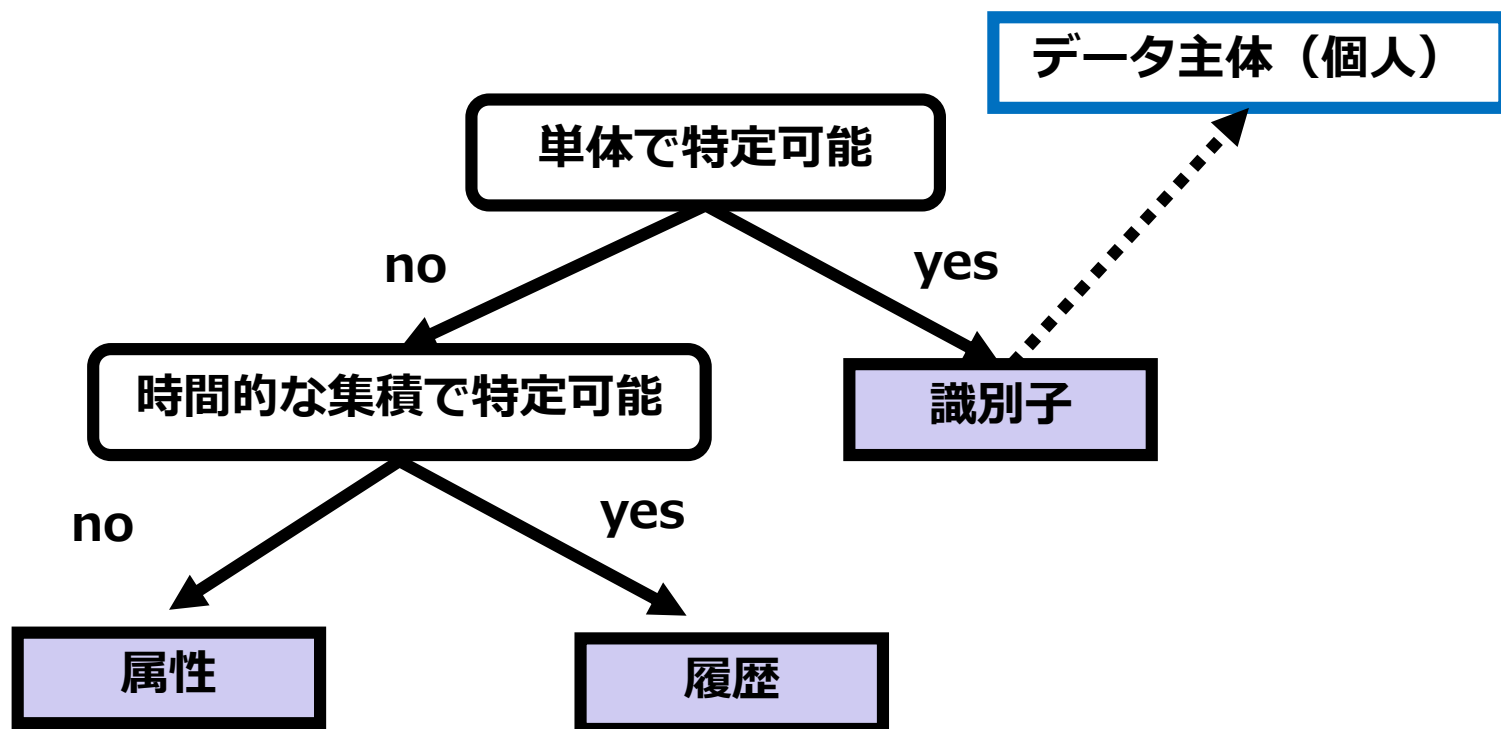 データ主体（個人）
単体で特定可能
no
yes
時間的な集積で特定可能
識別子
no
yes
属性
履歴